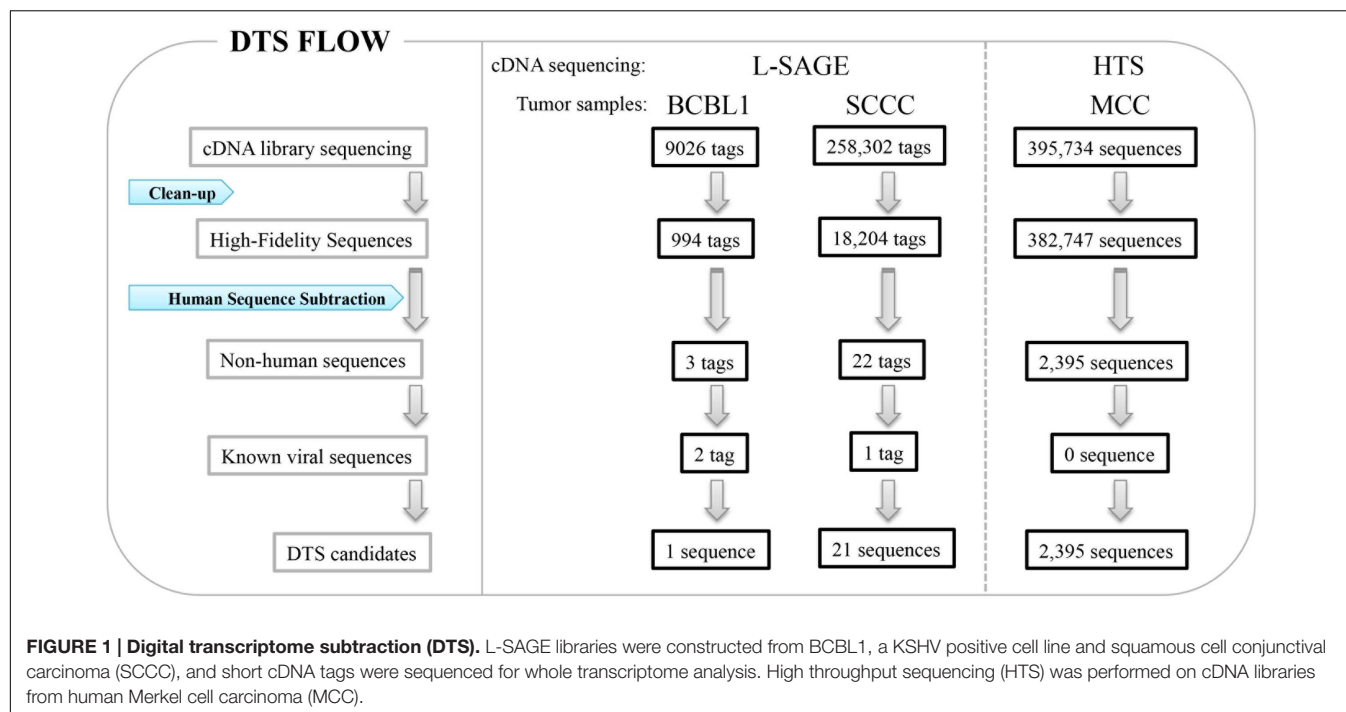 DTS FLOW
cDNA sequencing: L-SAGE HTS
Tumor samples: BCBL1 SCCC MCC
cDNA library sequencing 9026 tags 258,302 tags 395,734 sequences
Clean-up
High-Fidelity Sequences 994 tags 18,204 tags 382,747 sequences
Human Sequence Subtraction
Non-human sequences 3 tags 22 tags 2,395 sequences
Known viral sequences 2 tag 1 tag 0 sequence
DTS candidates 1 sequence 21 sequences 2,395 sequences
FIGURE 1 | Digital transcriptome subtraction (DTS). L-SAGE libraries were constructed from BCBL1, a KSHV positive cell line and squamous cell conjunctival
carcinoma (SCCC), and short cDNA tags were sequenced for whole transcriptome analysis. High throughput sequencing (HTS) was performed on cDNA libraries
from human Merkel cell carcinoma (MCC).